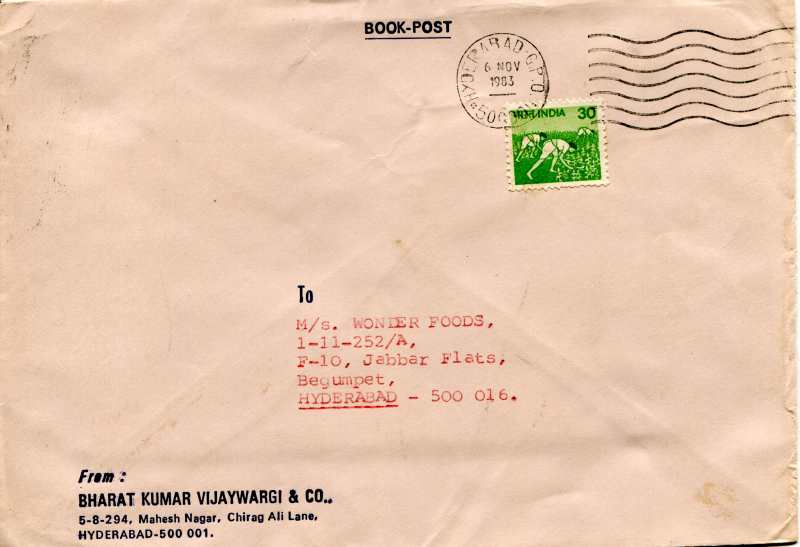 BOOK-POST
HYDERABAD G.P.O.
6 NOV
1983
INDIA 30
To
M/s. WONDER FOODS,
1-11-252/A,
F-10, Jabbar Flats,
Begumpet,
HYDERABAD - 500 016.
From :
BHARAT KUMAR VIJAYWARGI & CO..
5-8-294, Mahesh Nagar, Chirag Ali Lane,
HYDERABAD-500 001.